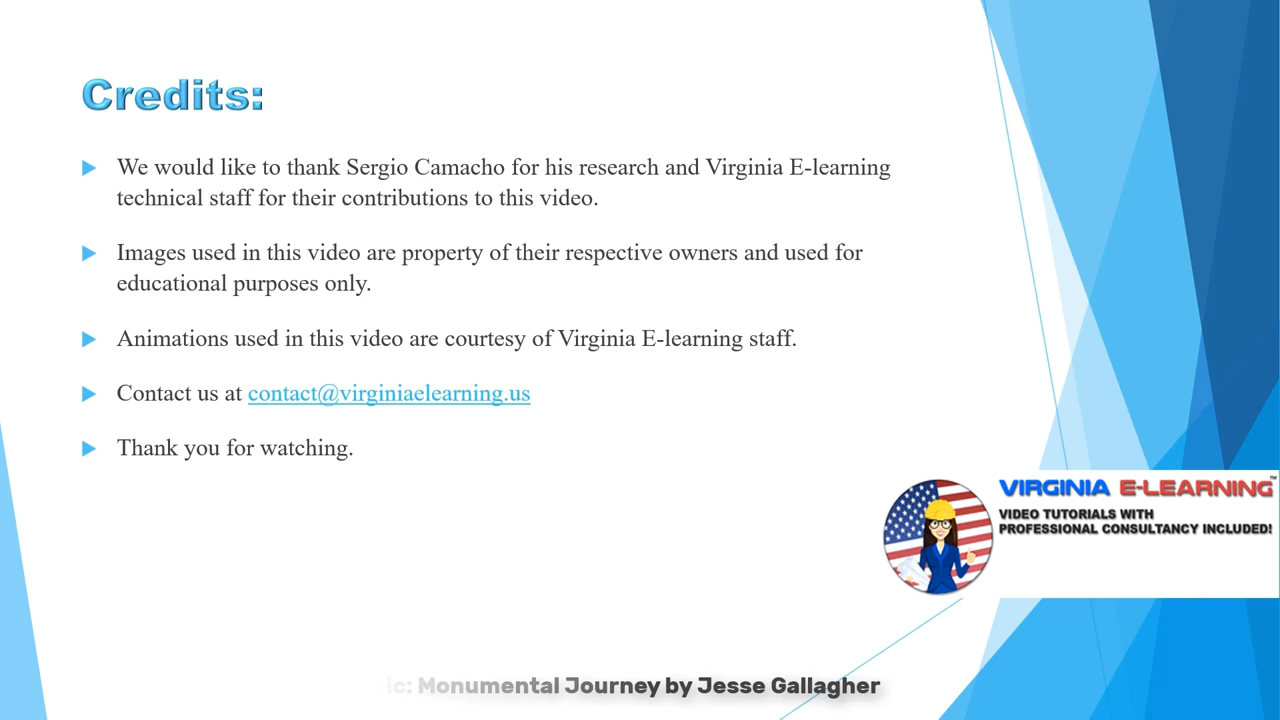 Credits:
We would like to thank Sergio Camacho for his research and Virginia E-learning
technical staff for their contributions to this video.
Images used in this video are property of their respective owners and used for
educational purposes only.
Animations used in this video are courtesy of Virginia E-learning staff.
Contact us at contact@virginiaelearning.us
Thank you for watching.
VIRGINIA E-LEARNING™
VIDEO TUTORIALS WITH
PROFESSIONAL CONSULTANCY INCLUDED!
Monumental Journey by Jesse Gallagher